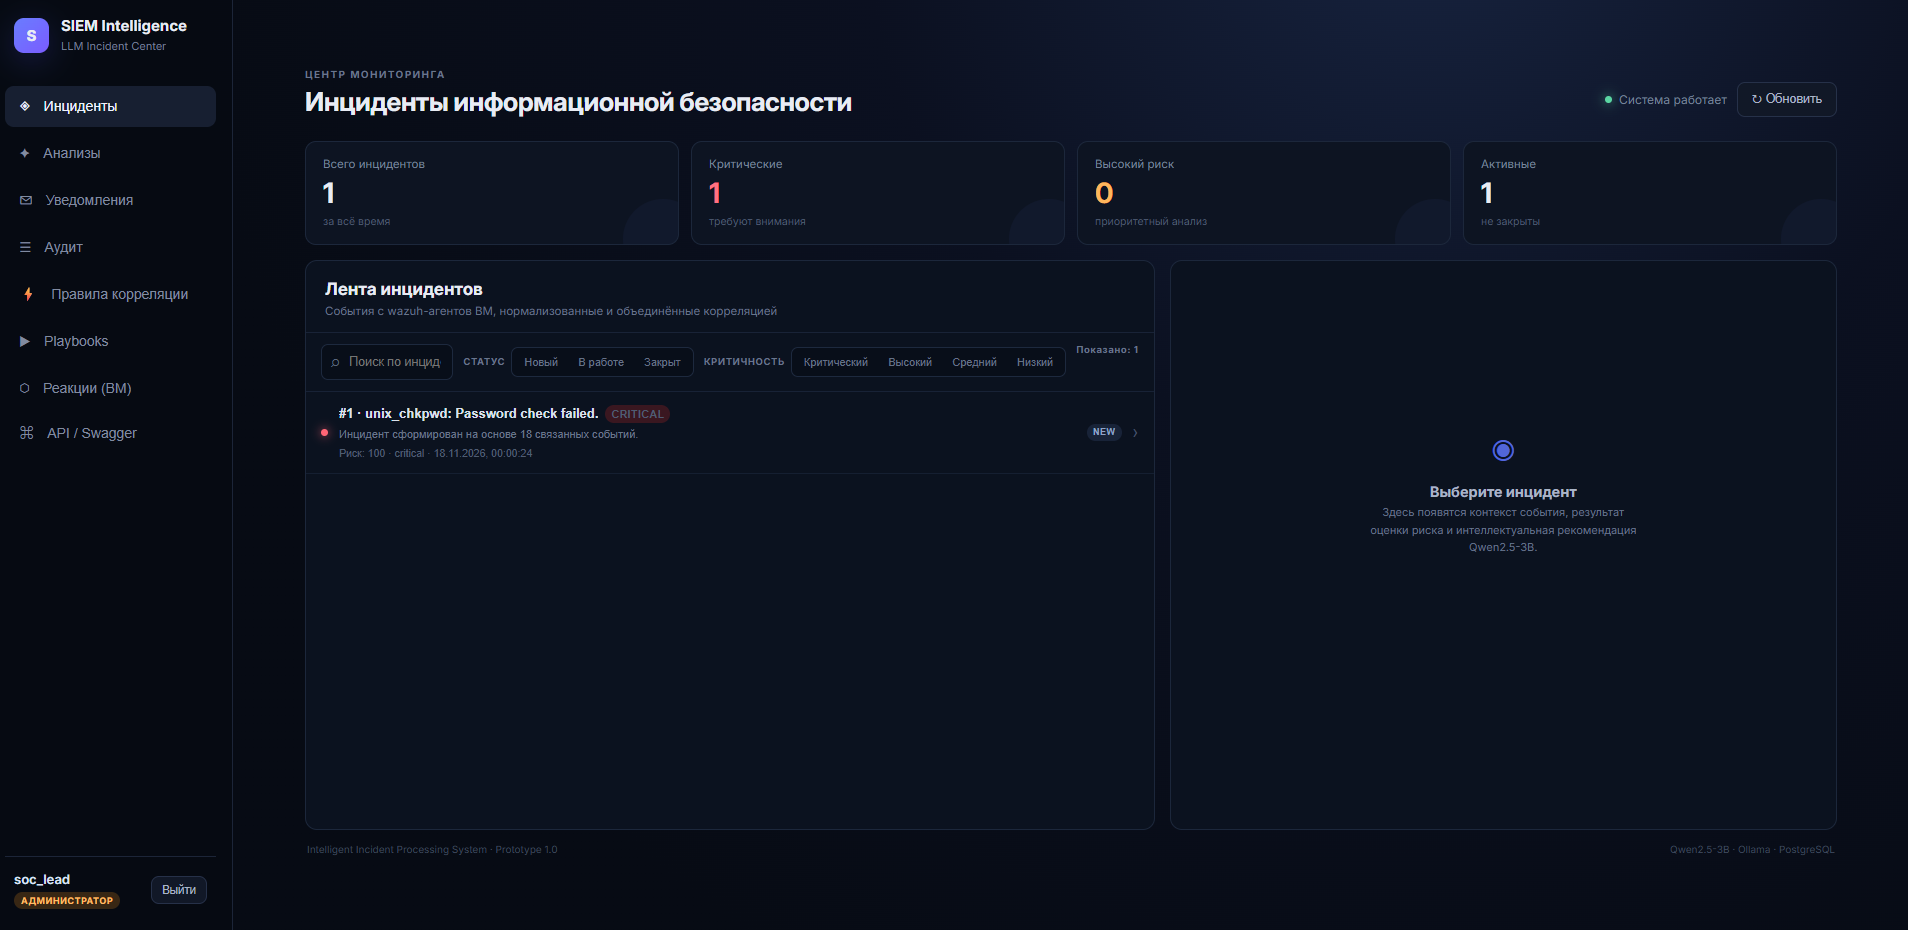 S
SIEM Intelligence
LLM Incident Center
Инциденты
Анализы
Уведомления
Аудит
Правила корреляции
Playbooks
Реакции (ВМ)
API / Swagger
soc_lead
АДМИНИСТРАТОР
Выйти
ЦЕНТР МОНИТОРИНГА
Инциденты информационной безопасности
Система работает
↻ Обновить
Всего инцидентов
1
за всё время
Критические
1
требуют внимания
Высокий риск
0
приоритетный анализ
Активные
1
не закрыты
Лента инцидентов
События с wazuh-агентов ВМ, нормализованные и объединённые корреляцией
Поиск по инцид
СТАТУС
Новый В работе Закрыт
КРИТИЧНОСТЬ
Критический Высокий Средний Низкий
Показано: 1
#1 · unix_chkpwd: Password check failed. CRITICAL
Инцидент сформирован на основе 18 связанных событий.
Риск: 100 · critical · 18.11.2026, 00:00:24
NEW
Выберите инцидент
Здесь появятся контекст события, результат
оценки риска и интеллектуальная рекомендация
Qwen2.5-3B.
Intelligent Incident Processing System · Prototype 1.0
Qwen2.5-3B · Ollama · PostgreSQL